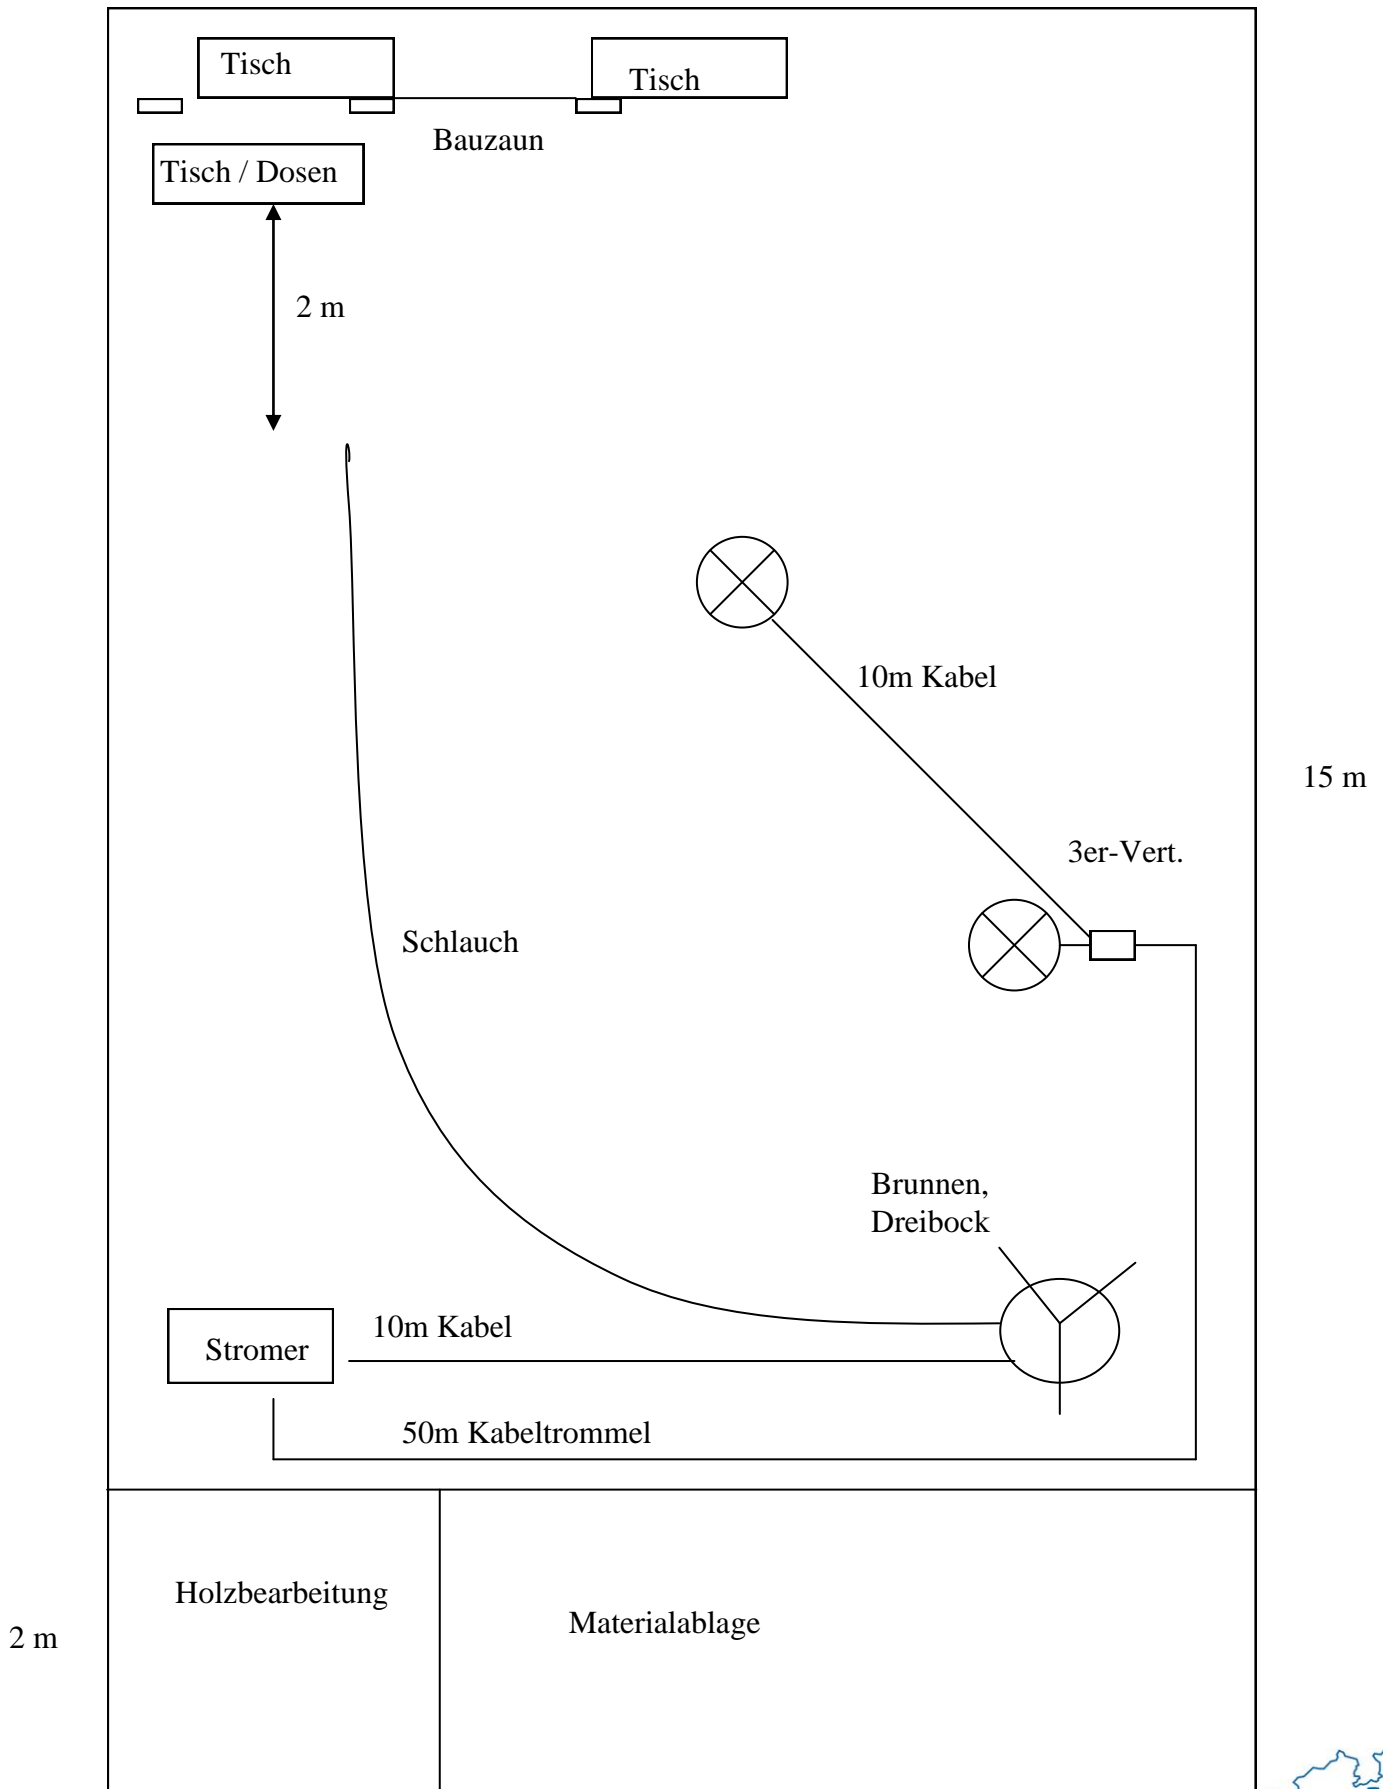 Tisch
Tisch
Bauzaun
Tisch / Dosen
2 m
10m Kabel
15 m
3er-Vert.
Schlauch
Brunnen,
Dreibock
10m Kabel
Stromer
50m Kabeltrommel
Holzbearbeitung
Materialablage
2 m